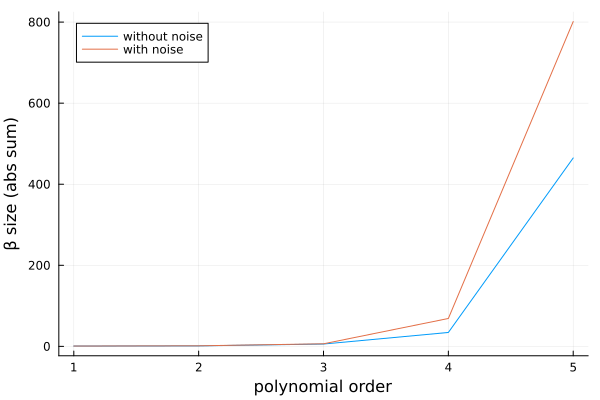 800
600
400
200
0
1
2
3
4
5
without noise
with noise
β size (abs sum)
polynomial order